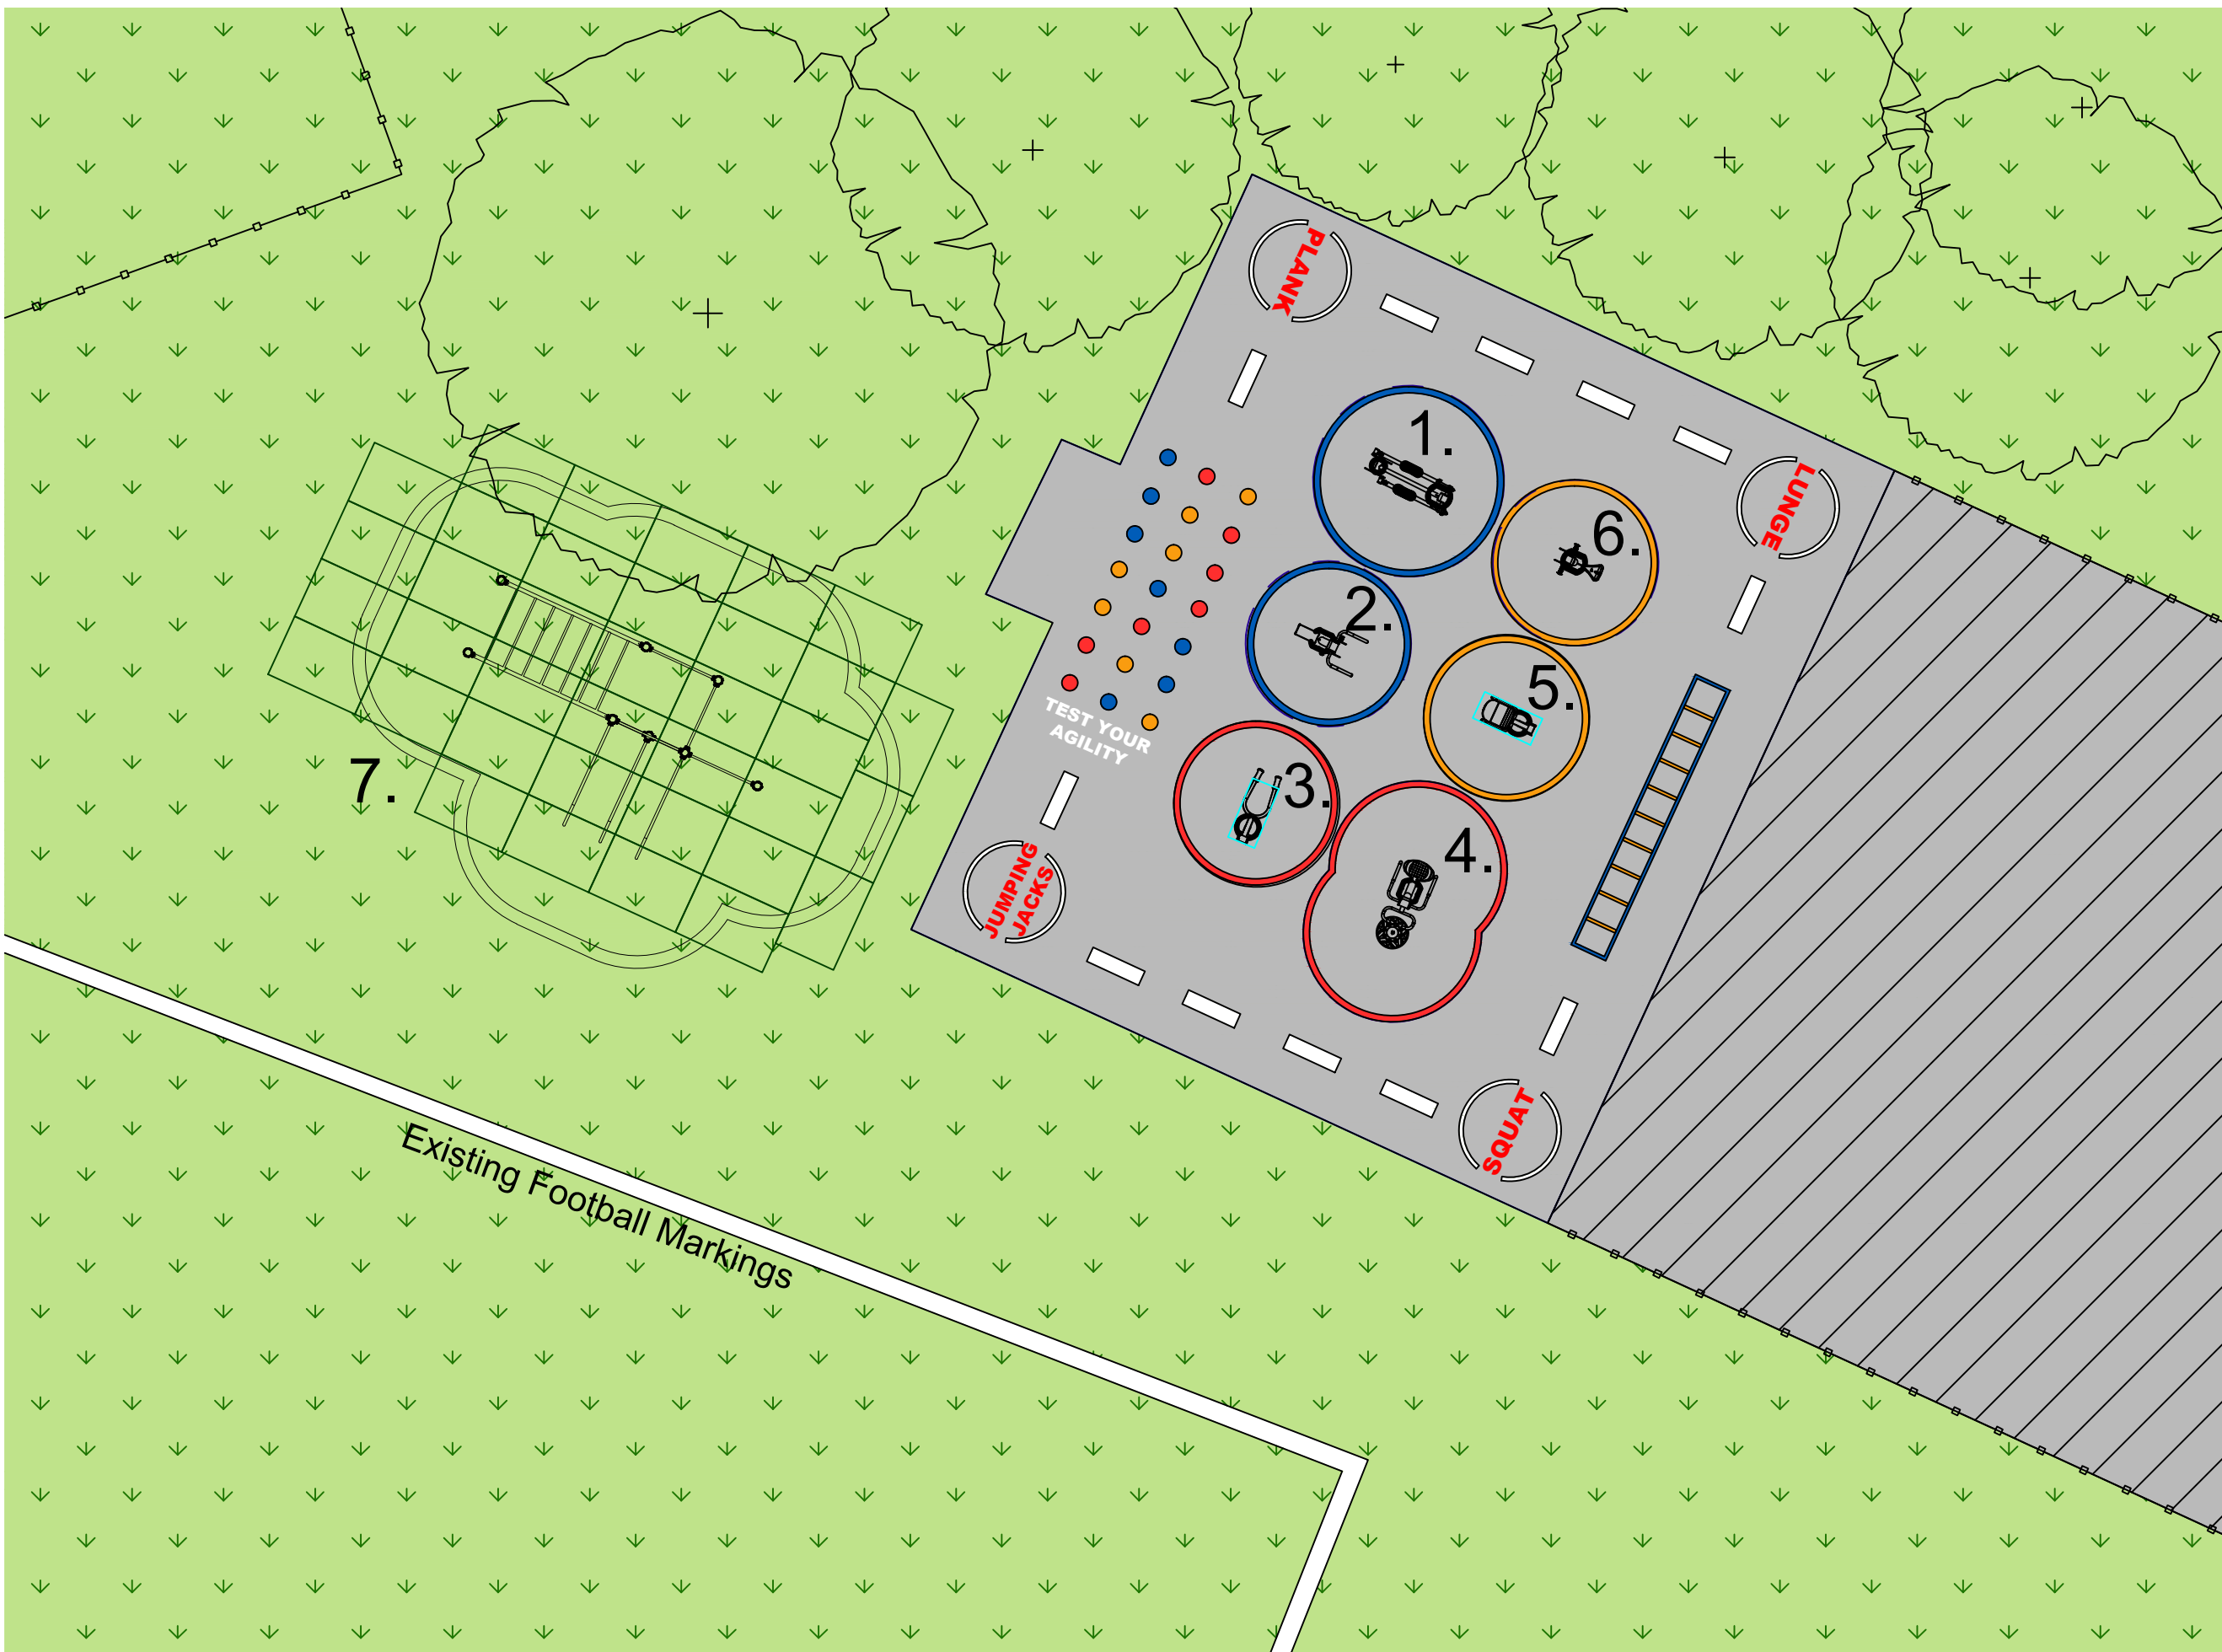 PLANK
1.
LUNGE
6.
2.
5.
TEST YOUR
AGILITY
3.
7.
4.
JUMPING
JACKS
SQUAT
Existing Football Markings